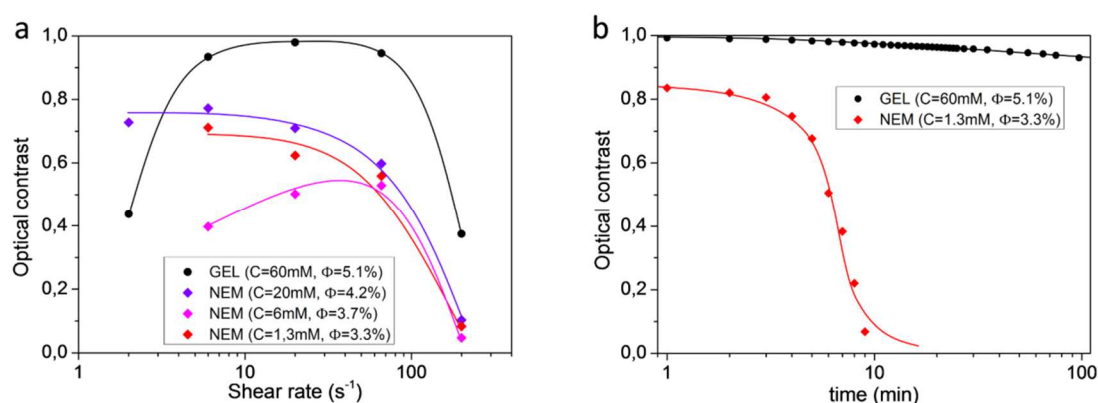 a
Optical contrast
1,0
0,8
0,6
0,4
0,2
0,0
GEL (C=60mM, Φ=5.1%)
NEM (C=20mM, Φ=4.2%)
NEM (C=6mM, Φ=3.7%)
NEM (C=1,3mM, Φ=3.3%)
1 10 100
Shear rate (s⁻¹)
b
Optical contrast
1,0
0,8
0,6
0,4
0,2
0,0
GEL (C=60mM, Φ=5.1%)
NEM (C=1.3mM, Φ=3.3%)
1 10 100
time (min)